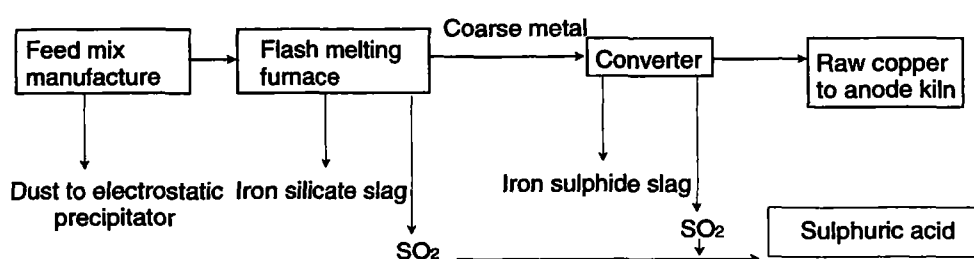 Feed mix
manufacture
Flash melting
furnace
Coarse metal
Converter
Raw copper
to anode kiln
Dust to electrostatic
precipitator
Iron silicate slag
Iron sulphide slag
SO₂
SO₂
Sulphuric acid